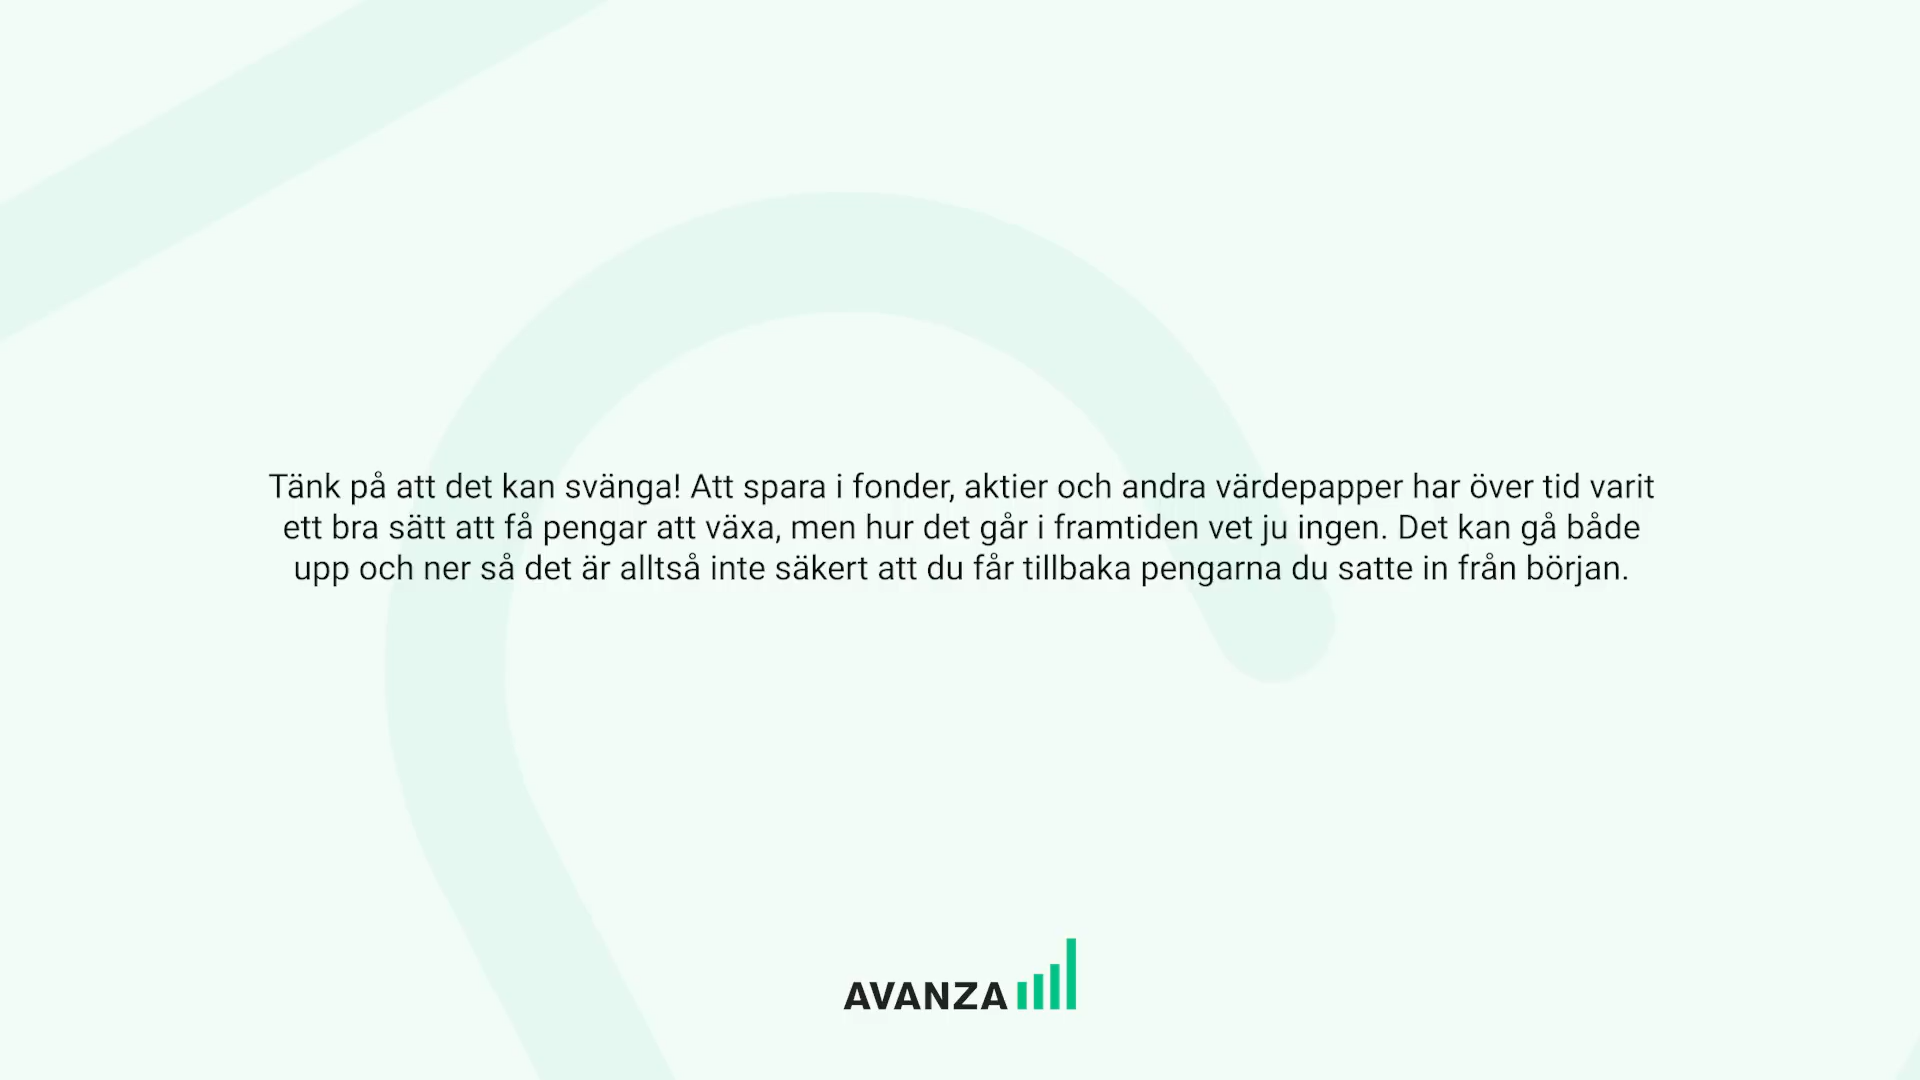 Tänk på att det kan svänga! Att spara i fonder, aktier och andra värdepapper har över tid varit
ett bra sätt att få pengar att växa, men hur det går i framtiden vet ju ingen. Det kan gå både
upp och ner så det är alltså inte säkert att du får tillbaka pengarna du satte in från början.
AVANZA